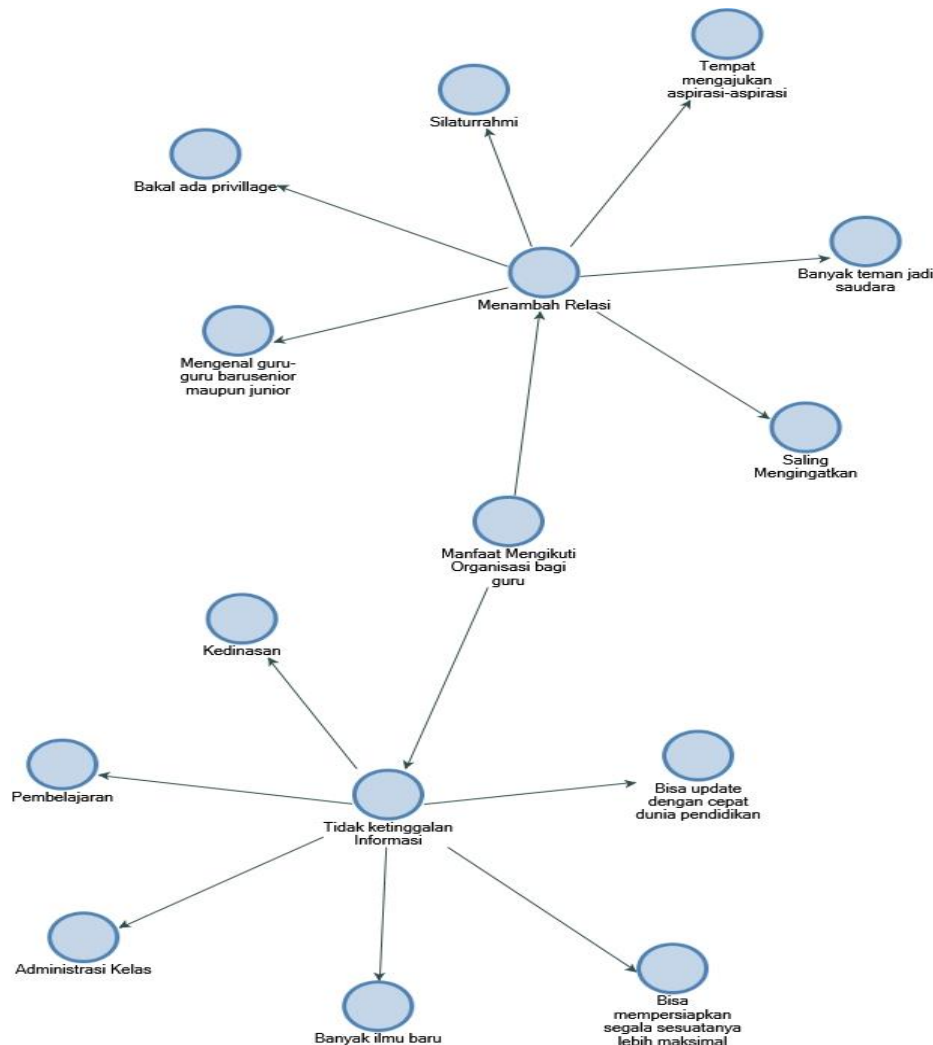 Tempat
mengajukan
aspirasi-aspirasi
Silaturrahmi
Bakal ada privillage
Banyak teman jadi
saudara
Menambah Relasi
Mengenal guru-
guru barusenior
maupun junior
Saling
Mengingatkan
Manfaat Mengikuti
Organisasi bagi
guru
Kedinasan
Pembelajaran
Bisa update
dengan cepat
dunia pendidikan
Tidak ketinggalan
Informasi
Administrasi Kelas
Banyak ilmu baru
Bisa
mempersiapkan
segala sesuatanya
lebih maksimal